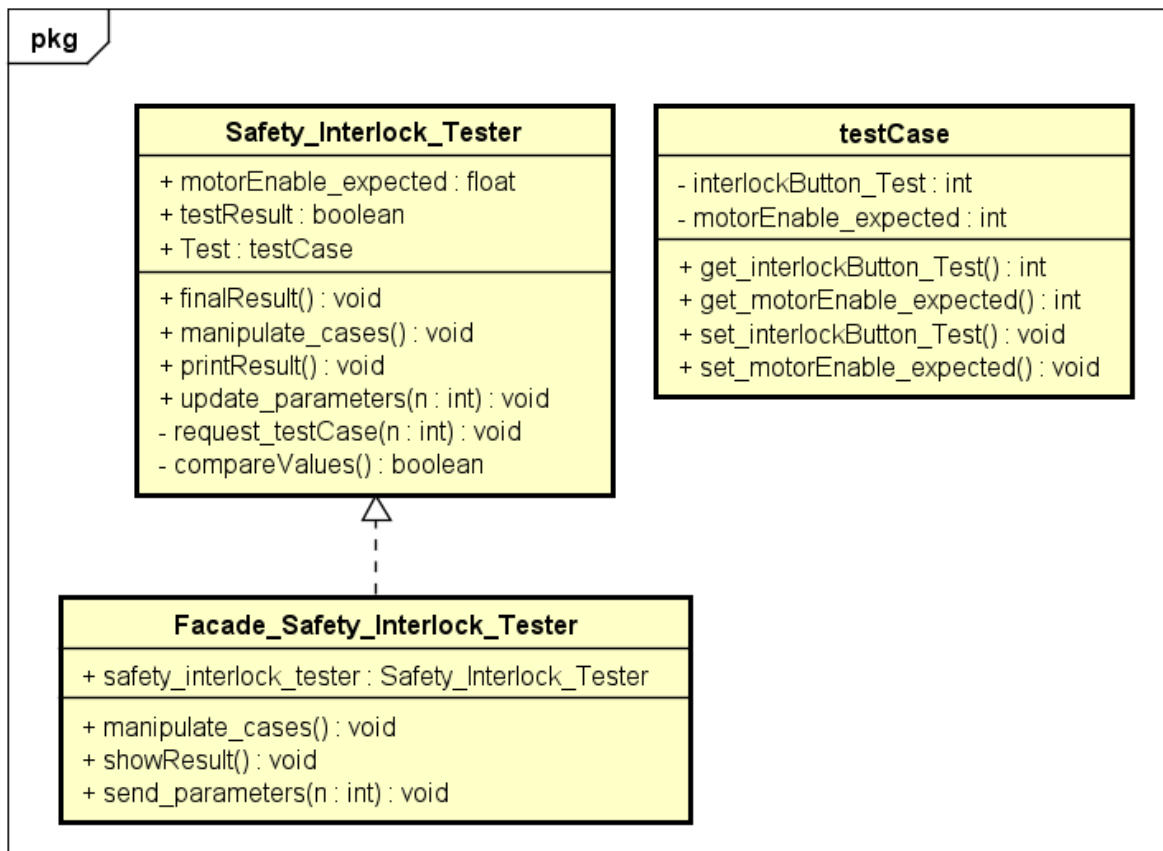 pkg
Safety_Interlock_Tester
+ motorEnable_expected : float
+ testResult : boolean
+ Test : testCase
+ finalResult() : void
+ manipulate_cases() : void
+ printResult() : void
+ update_parameters(n : int) : void
- request_testCase(n : int) : void
- compareValues() : boolean
testCase
- interlockButton_Test : int
- motorEnable_expected : int
+ get_interlockButton_Test() : int
+ get_motorEnable_expected() : int
+ set_interlockButton_Test() : void
+ set_motorEnable_expected() : void
Facade_Safety_Interlock_Tester
+ safety_interlock_tester : Safety_Interlock_Tester
+ manipulate_cases() : void
+ showResult() : void
+ send_parameters(n : int) : void